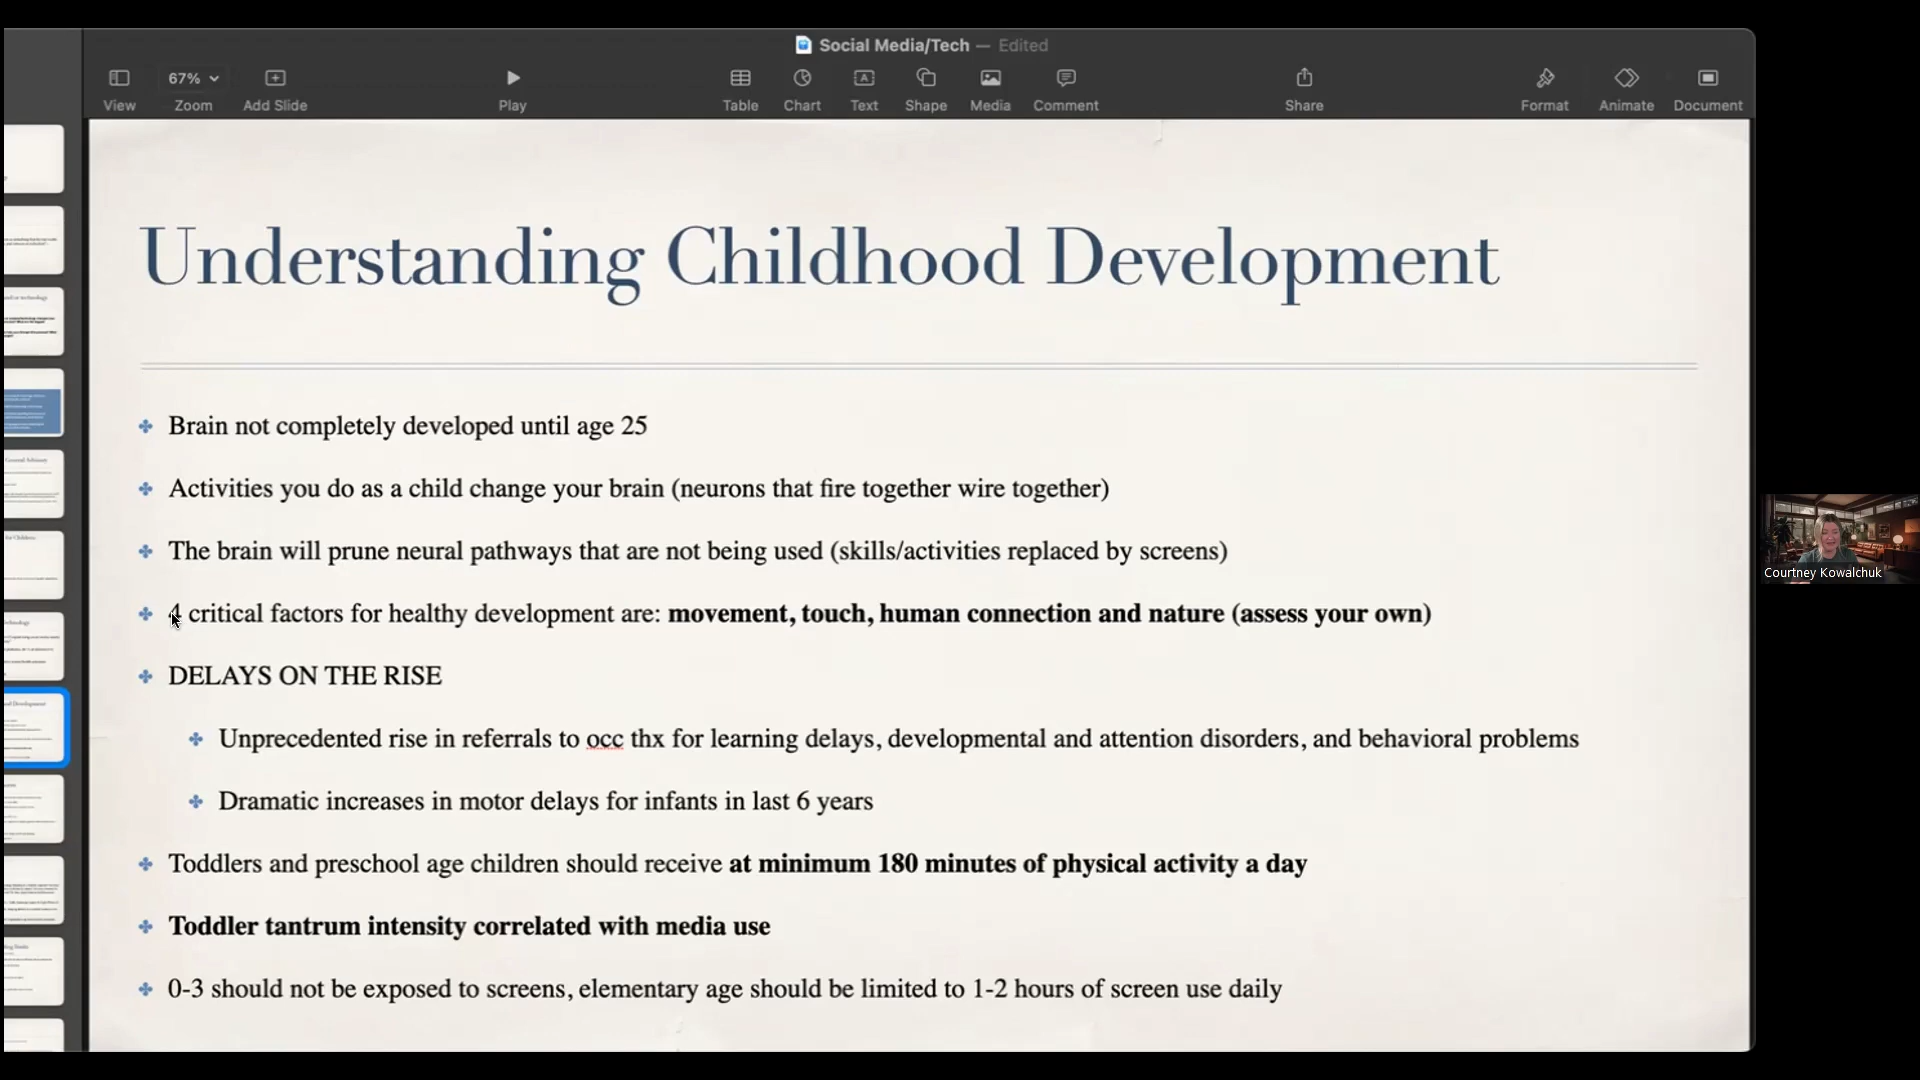 Social Media/Tech — Edited
67%
View
Zoom
Add Slide
Play
Table
Chart
Text
Shape
Media
Comment
Share
Format
Animate
Document
Understanding Childhood Development
Brain not completely developed until age 25
Activities you do as a child change your brain (neurons that fire together wire together)
The brain will prune neural pathways that are not being used (skills/activities replaced by screens)
4 critical factors for healthy development are: movement, touch, human connection and nature (assess your own)
DELAYS ON THE RISE
Unprecedented rise in referrals to occ thx for learning delays, developmental and attention disorders, and behavioral problems
Dramatic increases in motor delays for infants in last 6 years
Toddlers and preschool age children should receive at minimum 180 minutes of physical activity a day
Toddler tantrum intensity correlated with media use
0-3 should not be exposed to screens, elementary age should be limited to 1-2 hours of screen use daily
Courtney Kowalchuk